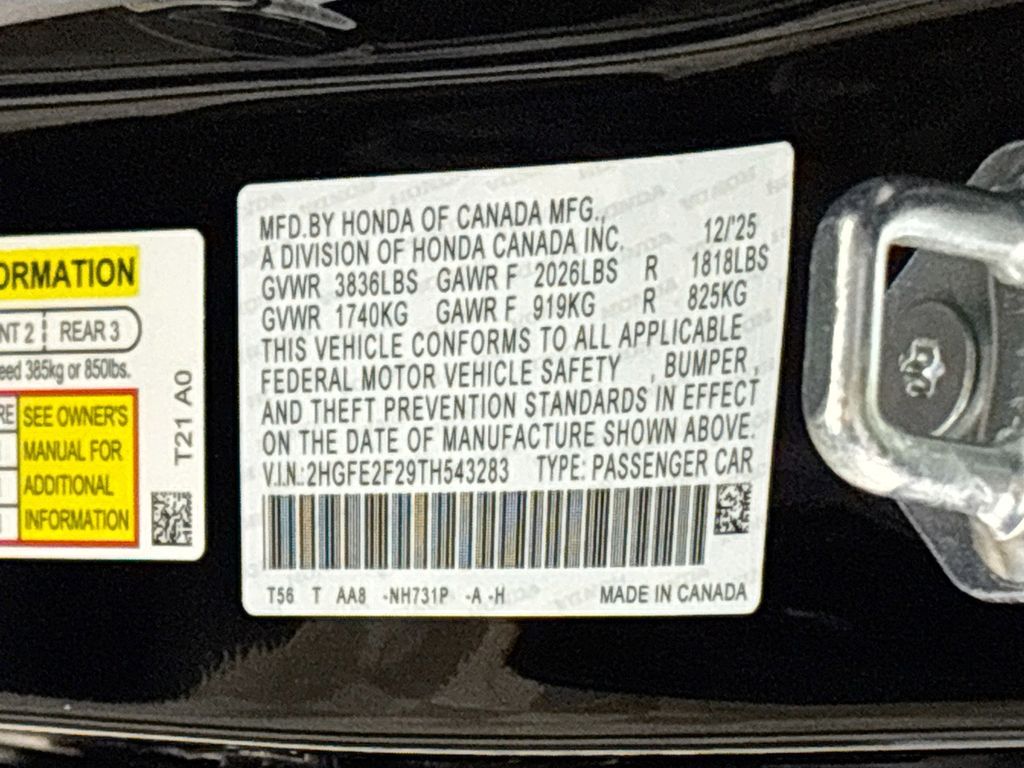 ORMATION
NT 2 REAR 3
eed 385kg or 850lbs.
RE SEE OWNER'S
MANUAL FOR
ADDITIONAL
INFORMATION
T21 A0
MFD.BY HONDA OF CANADA MFG.,
A DIVISION OF HONDA CANADA INC. 12/'25
GVWR 3836LBS GAWR F 2026LBS R 1818LBS
GVWR 1740KG GAWR F 919KG R 825KG
THIS VEHICLE CONFORMS TO ALL APPLICABLE
FEDERAL MOTOR VEHICLE SAFETY , BUMPER ,
AND THEFT PREVENTION STANDARDS IN EFFECT
ON THE DATE OF MANUFACTURE SHOWN ABOVE.
V.I.N.:2HGFE2F29TH543283 TYPE: PASSENGER CAR
T56 T AA8 -NH731P -A -H MADE IN CANADA